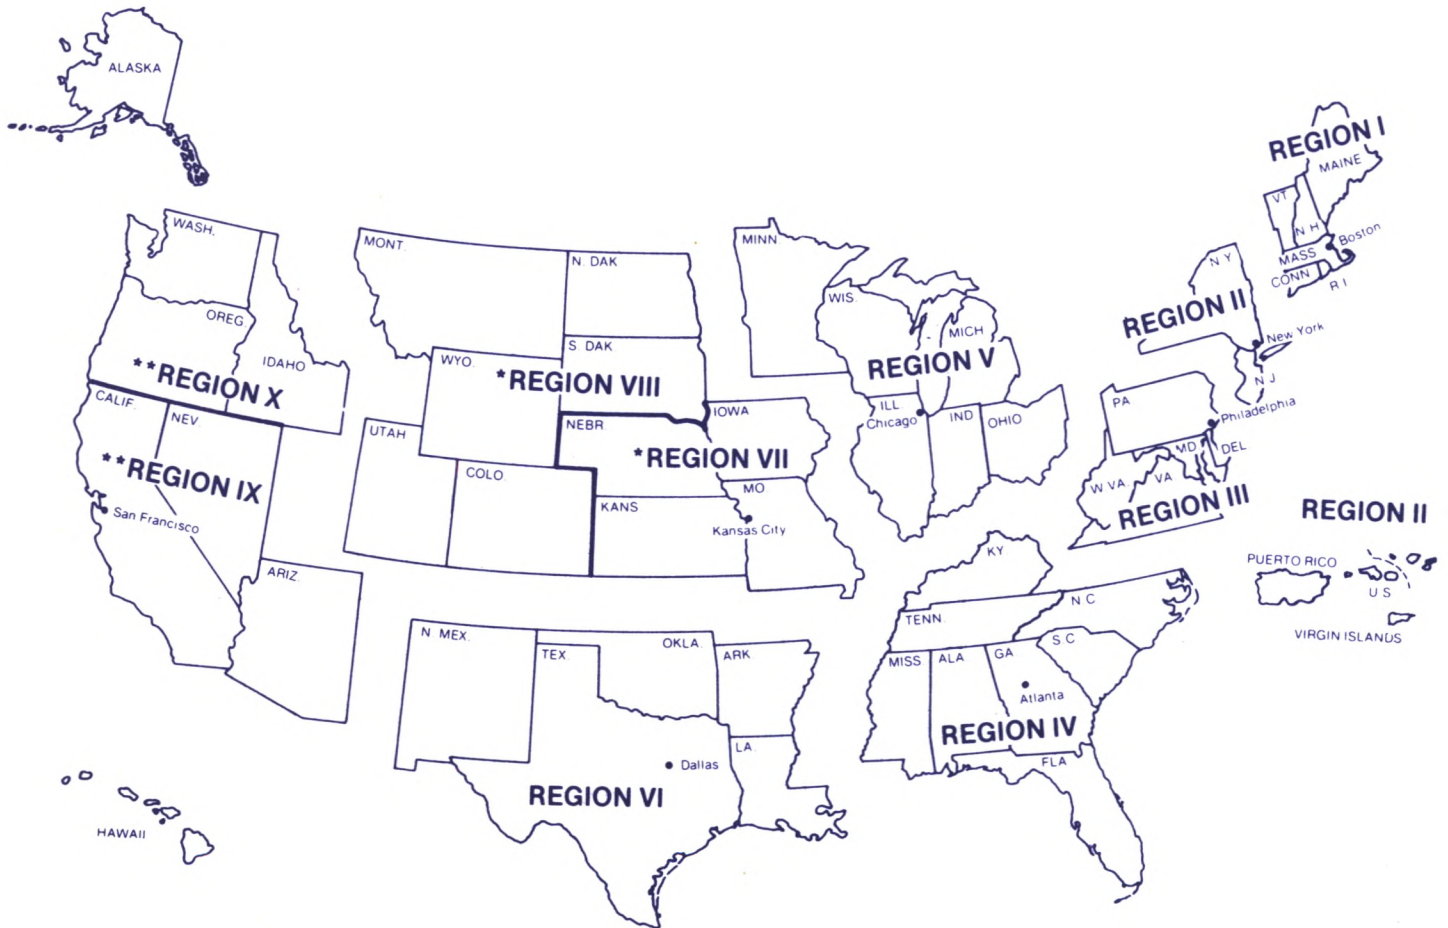 ALASKA
REGION I
MAINE
VT
N H
Boston
MASS
CONN
R I
WASH.
OREG.
IDAHO
**REGION X
MONT.
N. DAK
S. DAK
WYO.
*REGION VIII
UTAH
COLO.
MINN
WIS.
MICH
REGION V
ILL.
Chicago
IND
OHIO
N Y
REGION II
New York
N J
PA
Philadelphia
MD
DEL
W VA.
VA
REGION III
CALIF.
NEV.
**REGION IX
San Francisco
ARIZ.
NEBR
IOWA
*REGION VII
KANS
MO
Kansas City
REGION II
PUERTO RICO
U S
VIRGIN ISLANDS
KY
TENN.
N C
S C
MISS
ALA
GA
Atlanta
REGION IV
FLA
N. MEX.
TEX.
OKLA.
ARK.
LA.
Dallas
REGION VI
HAWAII